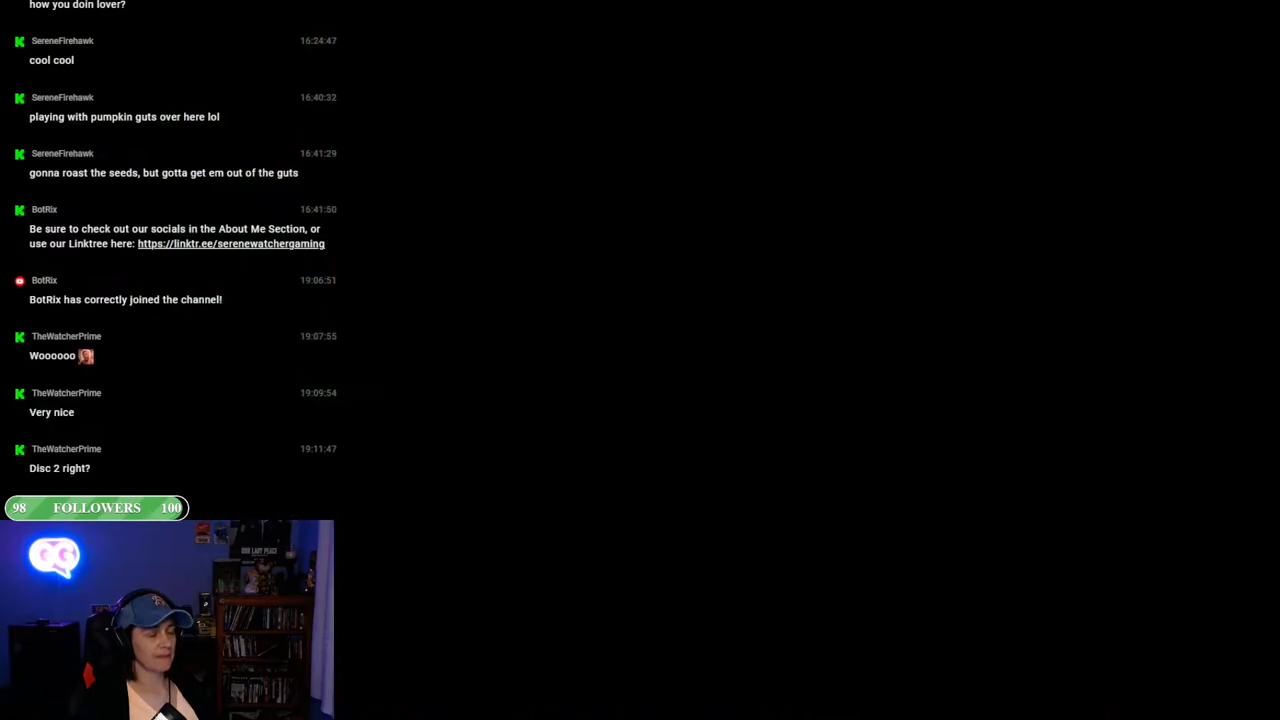 how you doin lover?
SereneFirehawk 16:24:47
cool cool
SereneFirehawk 16:40:32
playing with pumpkin guts over here lol
SereneFirehawk 16:41:29
gonna roast the seeds, but gotta get em out of the guts
BotRix 16:41:50
Be sure to check out our socials in the About Me Section, or
use our Linktree here: https://linktr.ee/serenewatchergaming
BotRix 19:06:51
BotRix has correctly joined the channel!
TheWatcherPrime 19:07:55
Woooooo
TheWatcherPrime 19:09:54
Very nice
TheWatcherPrime 19:11:47
Disc 2 right?
98 FOLLOWERS 100
OUR LADY PEACE